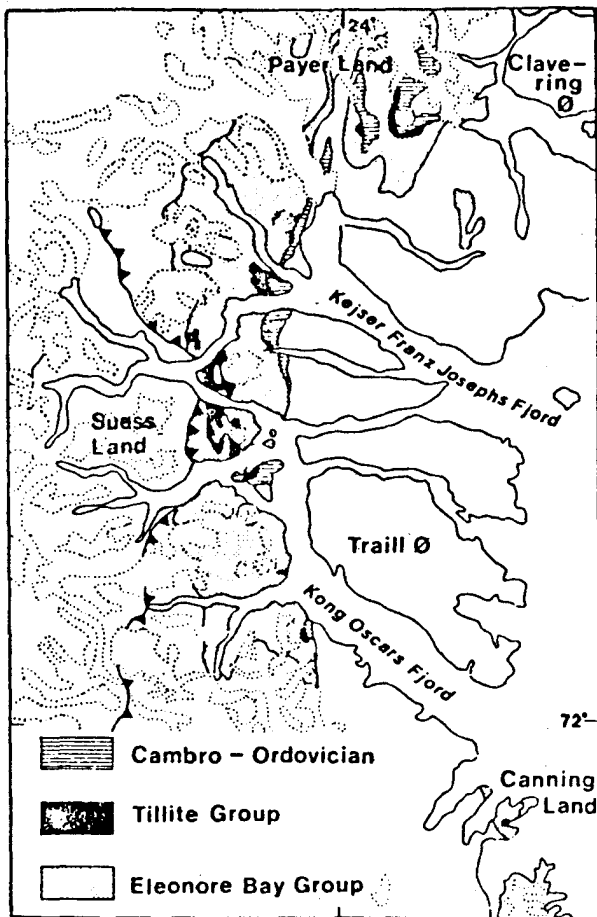 24°
Payer Land
Clave-
ring
Ø
Kejser Franz Josephs Fjord
Suess
Land
Traill Ø
Kong Oscars Fjord
72°
Canning
Land
Cambro – Ordovician
Tillite Group
Eleonore Bay Group